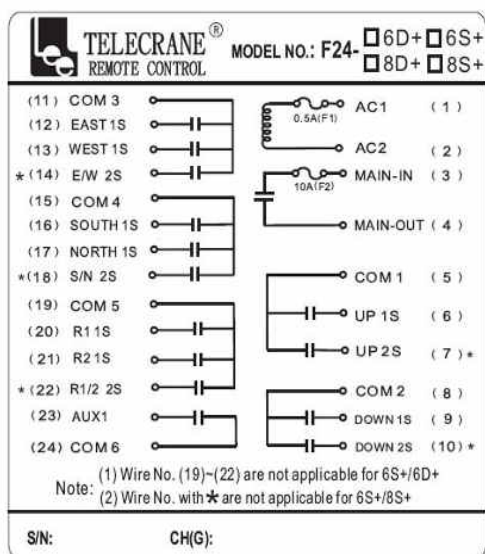 Lee TELECRANE®
REMOTE CONTROL
MODEL NO.: F24- □6D+ □6S+
□8D+ □8S+
(11) COM 3
(12) EAST 1S
(13) WEST 1S
*(14) E/W 2S
(15) COM 4
(16) SOUTH 1S
(17) NORTH 1S
*(18) S/N 2S
(19) COM 5
(20) R1 1S
(21) R2 1S
*(22) R1/2 2S
(23) AUX1
(24) COM 6
0.5A(F1)
AC1 (1)
AC2 (2)
MAIN-IN (3)
10A(F2)
MAIN-OUT (4)
COM 1 (5)
UP 1S (6)
UP 2S (7)*
COM 2 (8)
DOWN 1S (9)
DOWN 2S (10)*
Note: (1) Wire No. (19)~(22) are not applicable for 6S+/6D+
(2) Wire No. with * are not applicable for 6S+/8S+
S/N: CH(G):